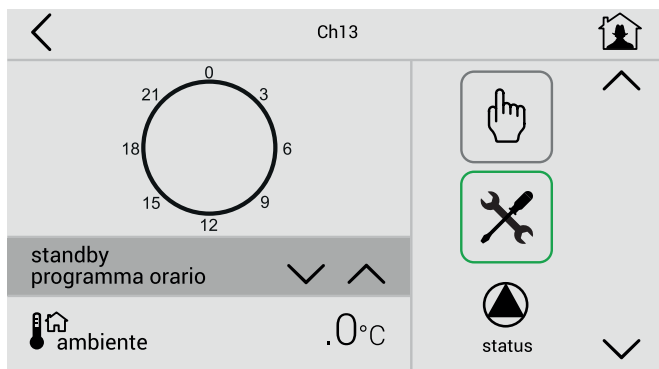 Ch13
0
21 3
18 6
15 9
12
standby
programma orario
ambiente .0°C
status